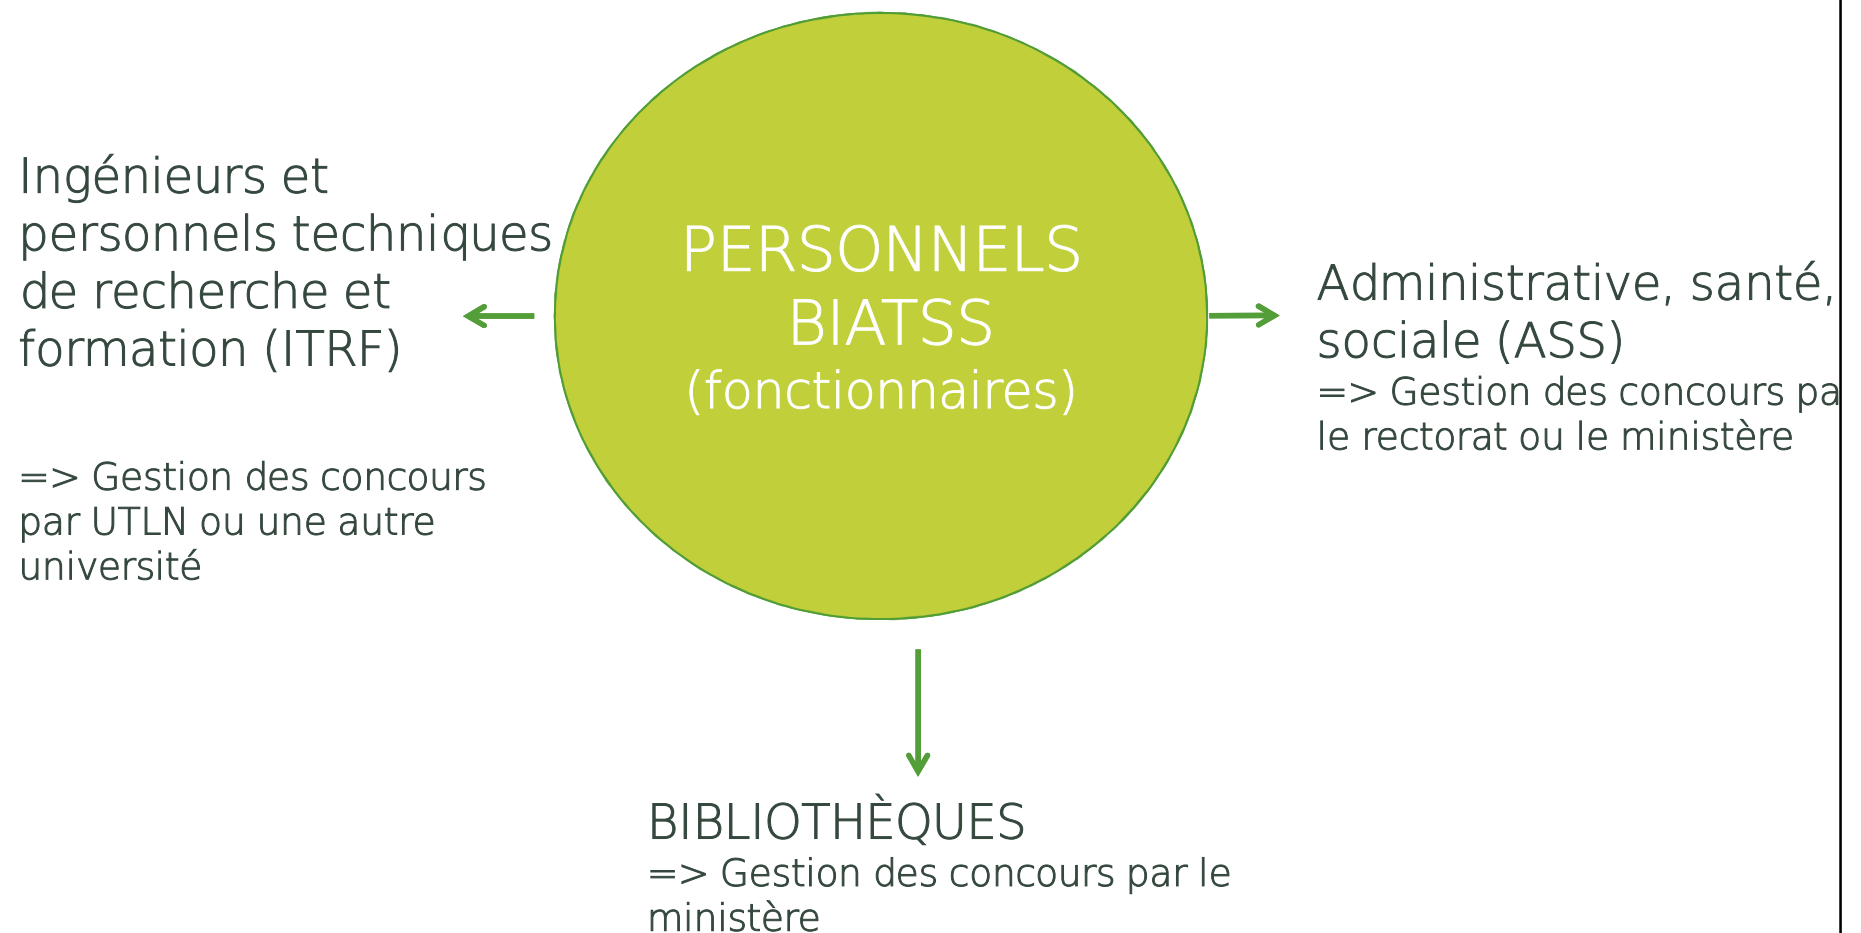 Ingénieurs et
personnels techniques
de recherche et
formation (ITRF)
=> Gestion des concours
par UTLN ou une autre
université
PERSONNELS
BIATSS
(fonctionnaires)
Administrative, santé,
sociale (ASS)
=> Gestion des concours pa
le rectorat ou le ministère
BIBLIOTHÈQUES
=> Gestion des concours par le
ministère